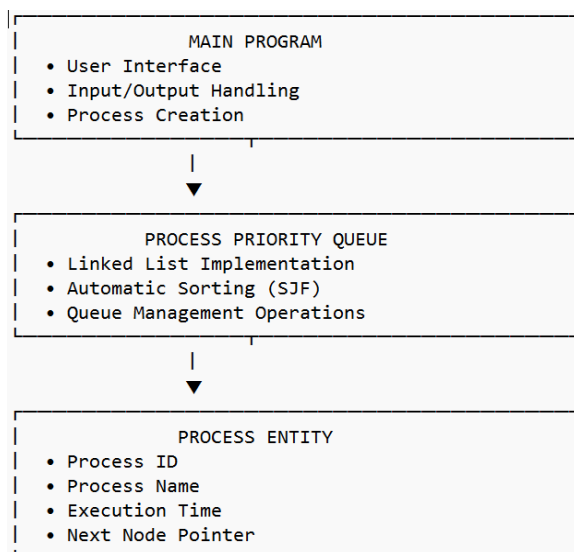 MAIN PROGRAM
• User Interface
• Input/Output Handling
• Process Creation
PROCESS PRIORITY QUEUE
• Linked List Implementation
• Automatic Sorting (SJF)
• Queue Management Operations
PROCESS ENTITY
• Process ID
• Process Name
• Execution Time
• Next Node Pointer